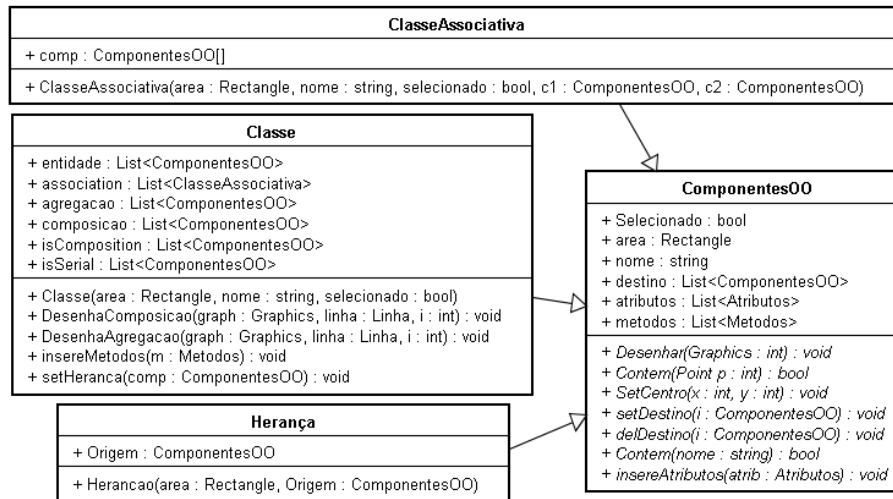 ClasseAssociativa
+ comp : ComponentesOO[]
+ ClasseAssociativa(area : Rectangle, nome : string, selecionado : bool, c1 : ComponentesOO, c2 : ComponentesOO)
Classe
+ entidade : List<ComponentesOO>
+ association : List<ClasseAssociativa>
+ agregacao : List<ComponentesOO>
+ composicao : List<ComponentesOO>
+ isComposition : List<ComponentesOO>
+ isSerial : List<ComponentesOO>
+ Classe(area : Rectangle, nome : string, selecionado : bool)
+ DesenhaComposicao(graph : Graphics, linha : Linha, i : int) : void
+ DesenhaAgregacao(graph : Graphics, linha : Linha, i : int) : void
+ insereMetodos(m : Metodos) : void
+ setHeranca(comp : ComponentesOO) : void
Herança
+ Origem : ComponentesOO
+ Herancao(area : Rectangle, Origem : ComponentesOO)
ComponentesOO
+ Selecionado : bool
+ area : Rectangle
+ nome : string
+ destino : List<ComponentesOO>
+ atributos : List<Atributos>
+ metodos : List<Metodos>
+ Desenhar(Graphics : int) : void
+ Contem(Point p : int) : bool
+ SetCentro(x : int, y : int) : void
+ setDestino(i : ComponentesOO) : void
+ delDestino(i : ComponentesOO) : void
+ Contem(nome : string) : bool
+ insereAtributos(atrib : Atributos) : void